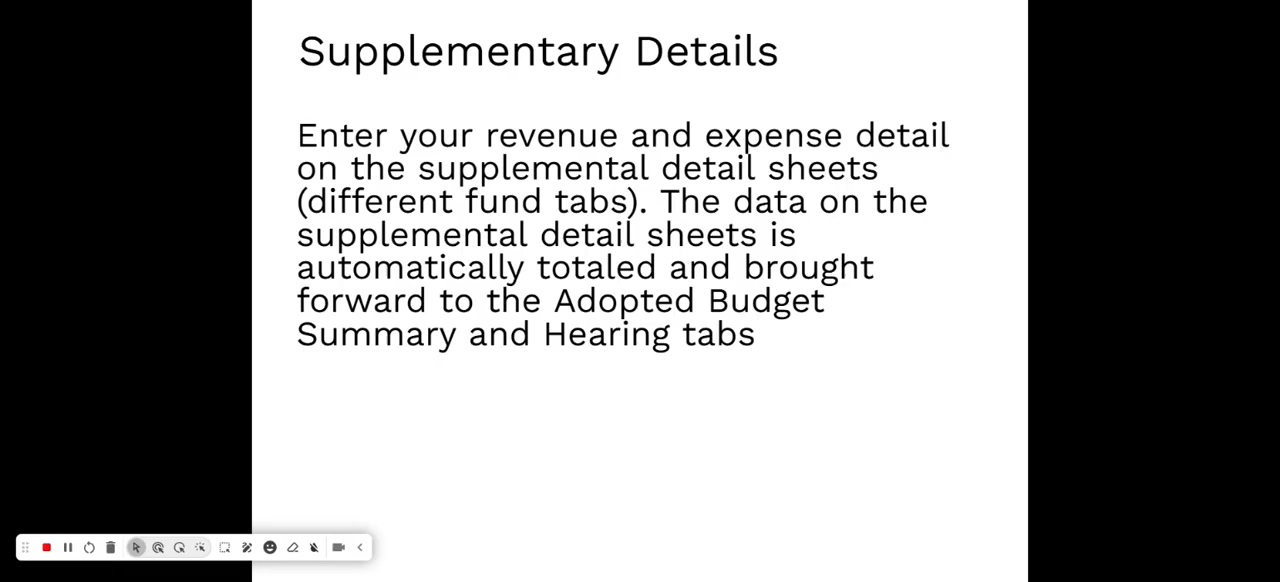 Supplementary Details
Enter your revenue and expense detail
on the supplemental detail sheets
(different fund tabs). The data on the
supplemental detail sheets is
automatically totaled and brought
forward to the Adopted Budget
Summary and Hearing tabs